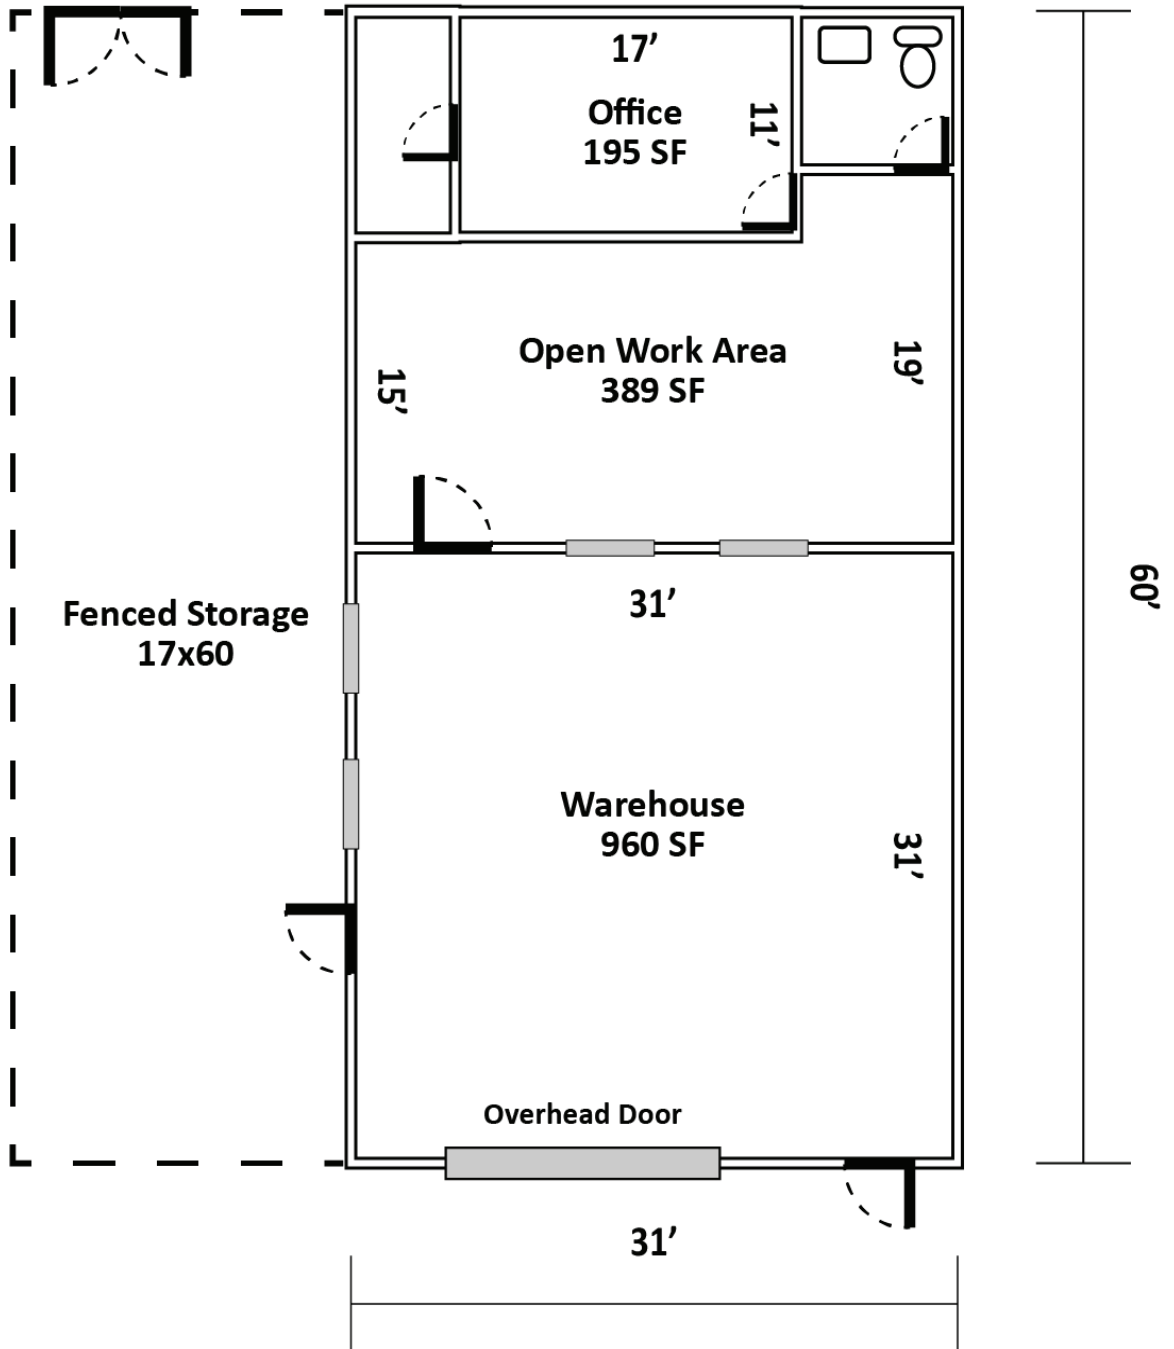 17’
Office
195 SF
11’
Open Work Area
389 SF
15’
19’
Fenced Storage
17x60
31’
60’
Warehouse
960 SF
31’
Overhead Door
31’